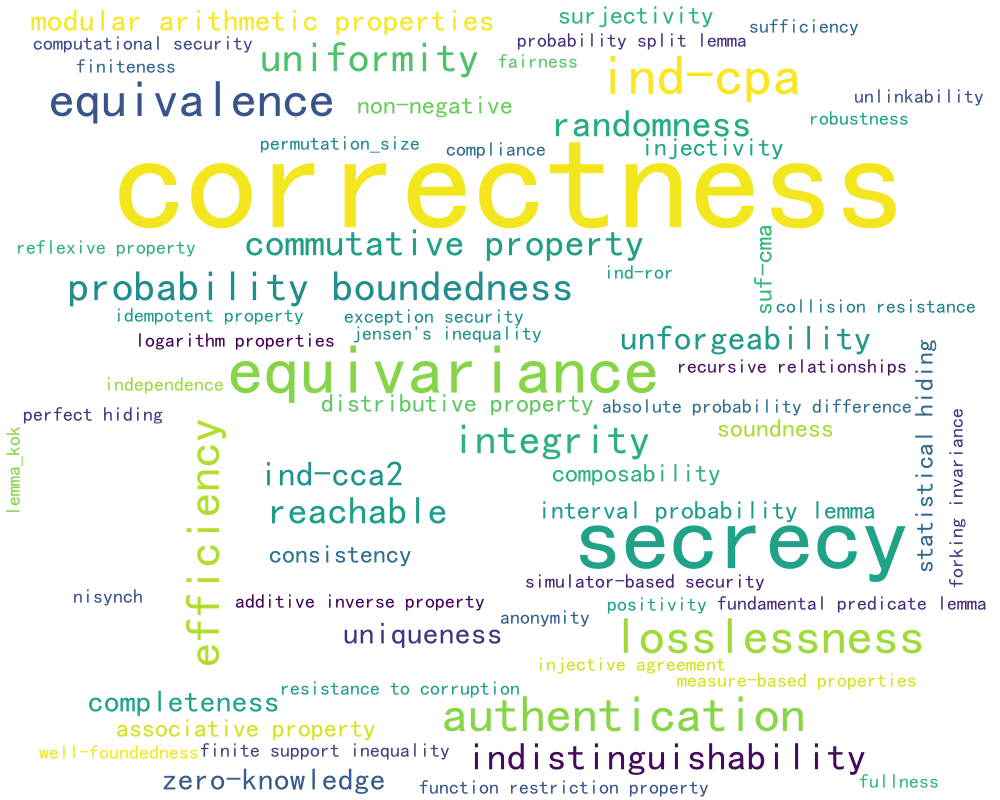 modular arithmetic properties
surjectivity
sufficiency
computational security
probability split lemma
finiteness
uniformity
fairness
ind-cpa
equivalence
non-negative
unlinkability
randomness
robustness
permutation_size
compliance
injectivity
correctness
reflexive property
commutative property
suf-cma
ind-ror
probability boundedness
collision resistance
idempotent property
exception security
jensen's inequality
logarithm properties
unforgeability
equivariance
recursive relationships
independence
distributive property
absolute probability difference
statistical hiding
perfect hiding
soundness
forking invariance
lemma_kok
efficiency
integrity
ind-cca2
composability
reachable
interval probability lemma
secrecy
consistency
simulator-based security
nisynch
additive inverse property
positivity
fundamental predicate lemma
anonymity
uniqueness
losslessness
injective agreement
measure-based properties
resistance to corruption
completeness
authentication
associative property
well-foundedness
finite support inequality
indistinguishability
zero-knowledge
function restriction property
fullness